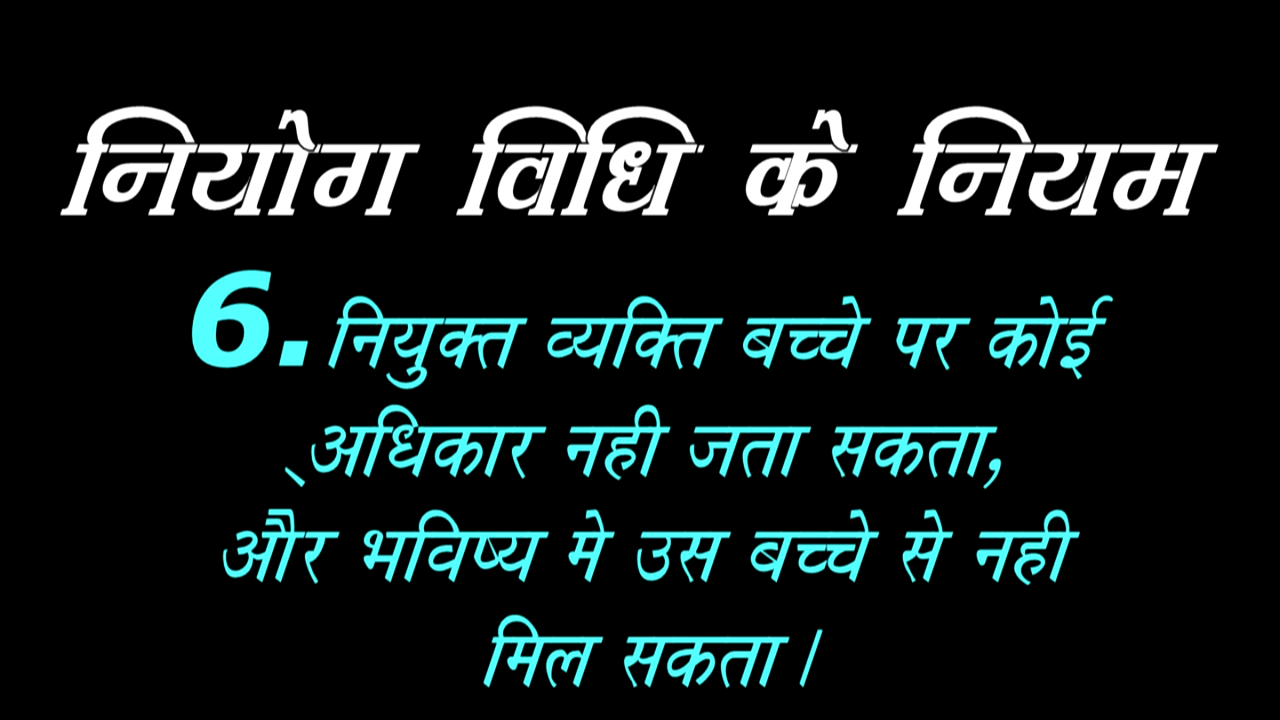 नियोग विधि के नियम
6. नियुक्त व्यक्ति बच्चे पर कोई
्अधिकार नही जता सकता,
और भविष्य मे उस बच्चे से नही
मिल सकता।